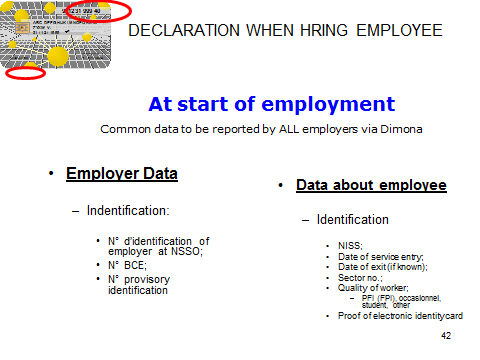 DECLARATION WHEN HRING EMPLOYEE
At start of employment
Common data to be reported by ALL employers via Dimona
• Employer Data
– Indentification:
• N° d'identification of
employer at NSSO;
• N° BCE;
• N° provisory
identification
• Data about employee
– Identification
• NISS;
• Date of service entry;
• Date of exit (if known);
• Sector no.;
• Quality of worker;
– PFI (FPI), occasionnel,
student, other
• Proof of electronic identity card
42